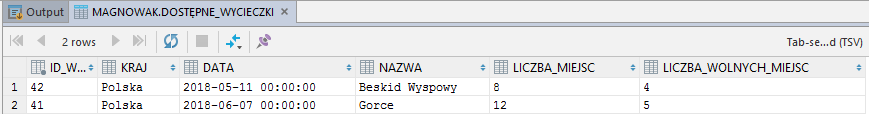 Output MAGNOWAK.DOSTĘPNE_WYCIECZKI
2 rows Tab-se...d (TSV)
ID_W... KRAJ DATA NAZWA LICZBA_MIEJSC LICZBA_WOLNYCH_MIEJSC
1 42 Polska 2018-05-11 00:00:00 Beskid Wyspowy 8 4
2 41 Polska 2018-06-07 00:00:00 Gorce 12 5